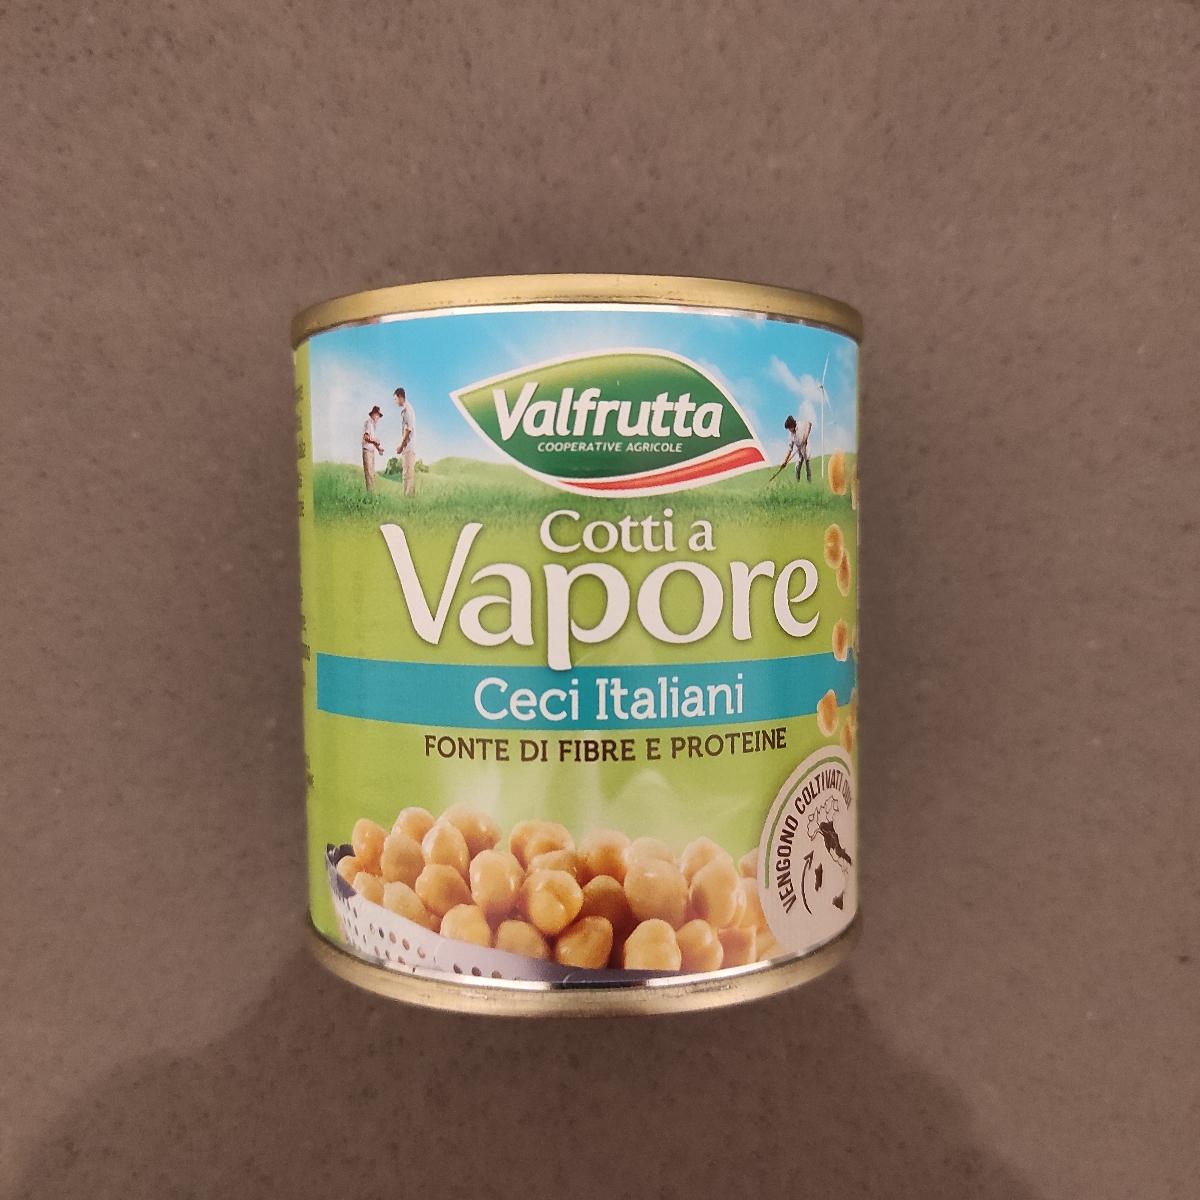 Valfrutta
COOPERATIVE AGRICOLE
Cotti a
Vapore
Ceci Italiani
FONTE DI FIBRE E PROTEINE
VENGONO COLTIVATI QUI